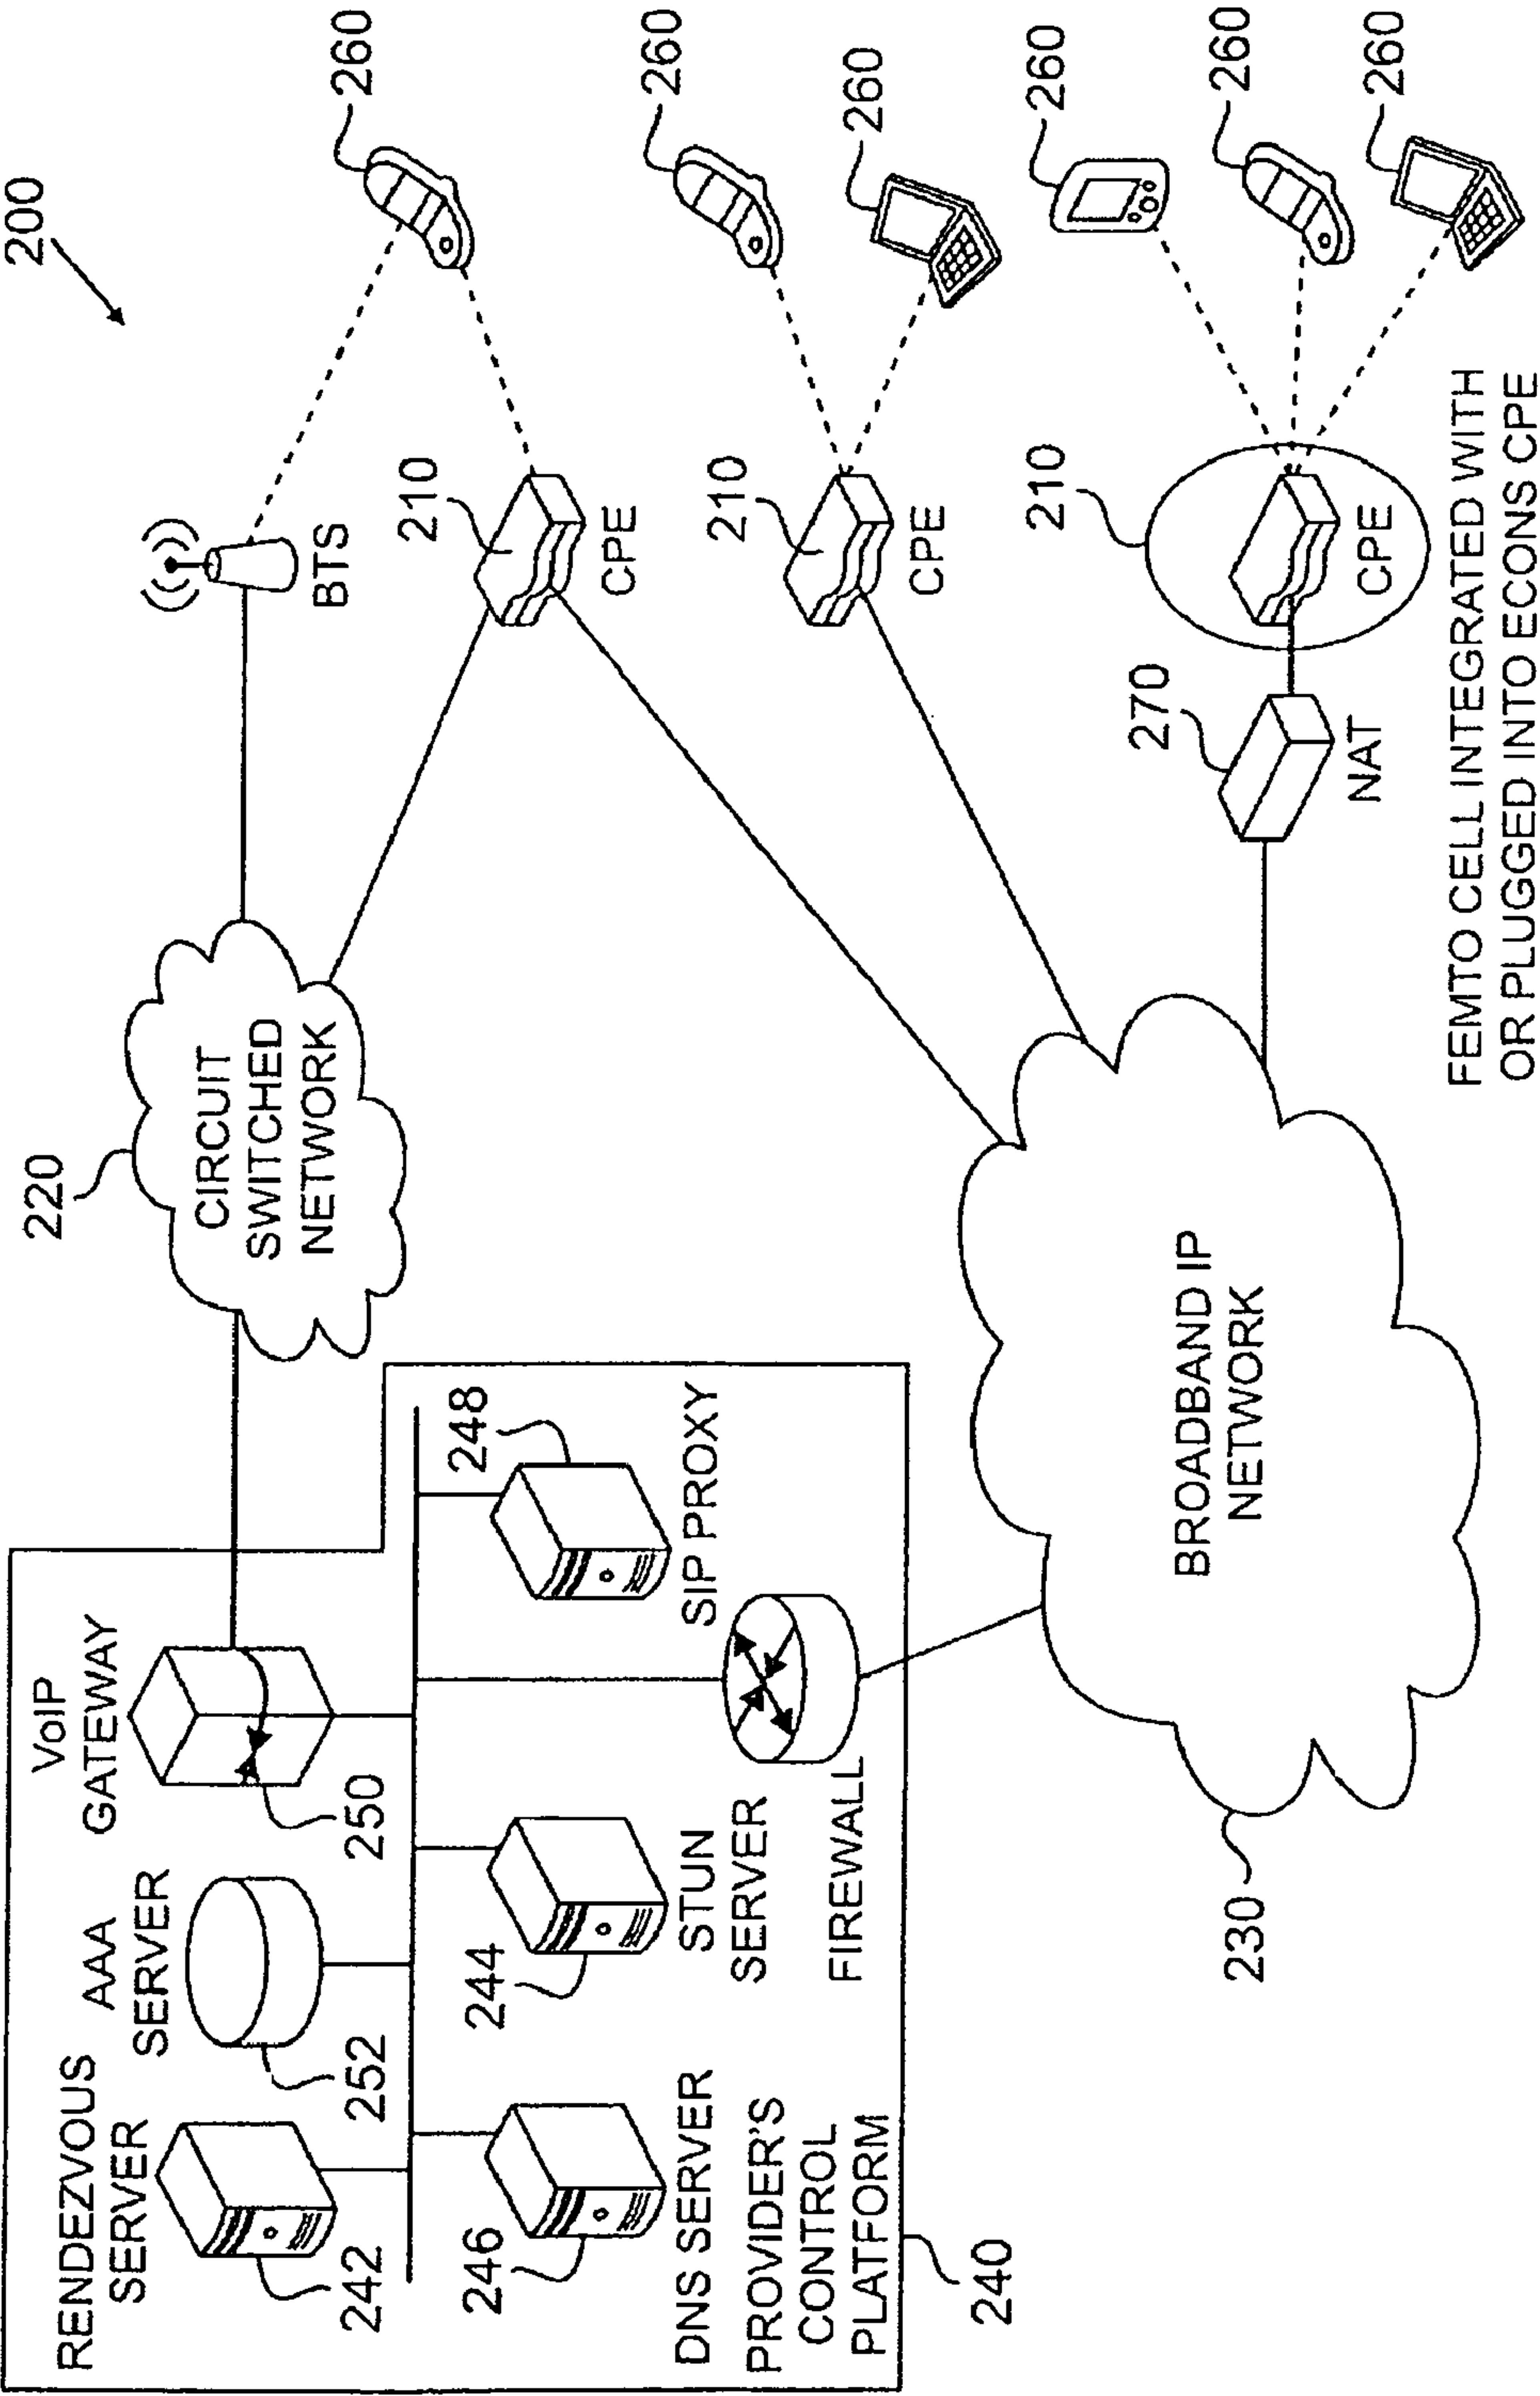 200
RENDEZVOUS
SERVER
242
AAA
SERVER
252
VoIP
GATEWAY
250
220
CIRCUIT
SWITCHED
NETWORK
BTS
260
246
DNS SERVER
244
STUN
SERVER
248
SIP PROXY
FIREWALL
PROVIDER'S
CONTROL
PLATFORM
240
210
CPE
210
CPE
260
260
230
BROADBAND IP
NETWORK
270
NAT
210
CPE
260
260
260
FEMTO CELL INTEGRATED WITH
OR PLUGGED INTO ECONS CPE